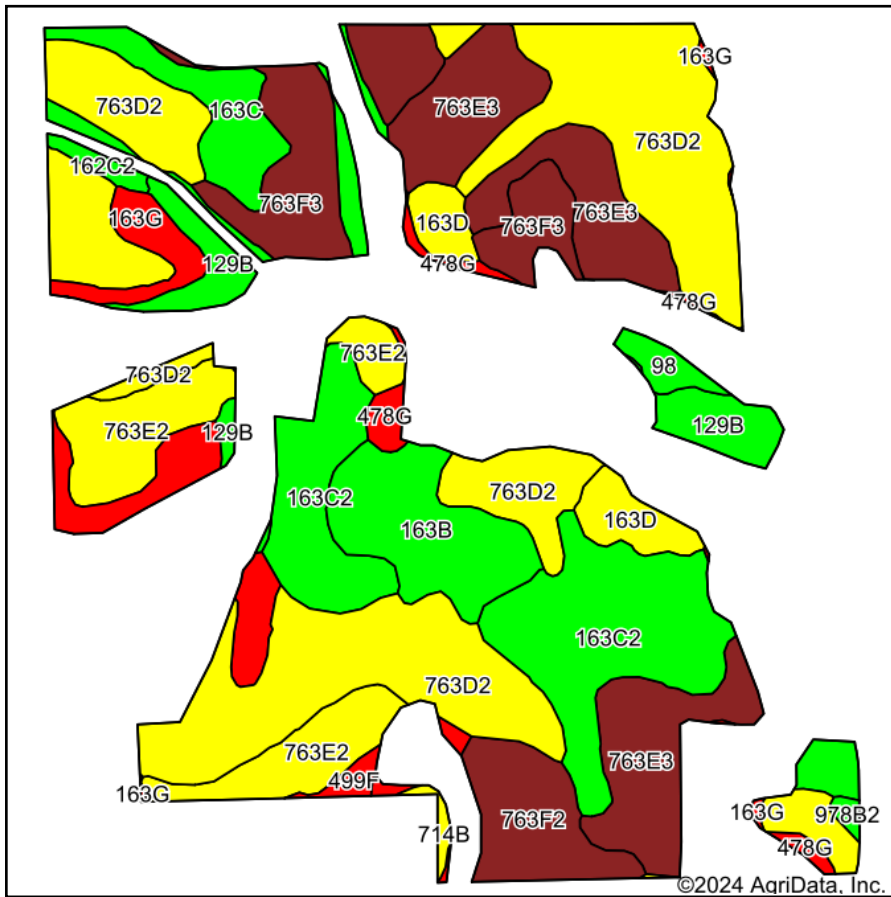 163G
763D2
163C
763E3
763D2
162C2
163G
763F3
163D
763F3
763E3
129B
478G
478G
763E2
98
763D2
478G
129B
763E2
129B
763D2
163C2
163B
163D
163C2
763D2
763E2
763E3
499F
163G
763F2
714B
163G
978B2
478G
©2024 AgriData, Inc.